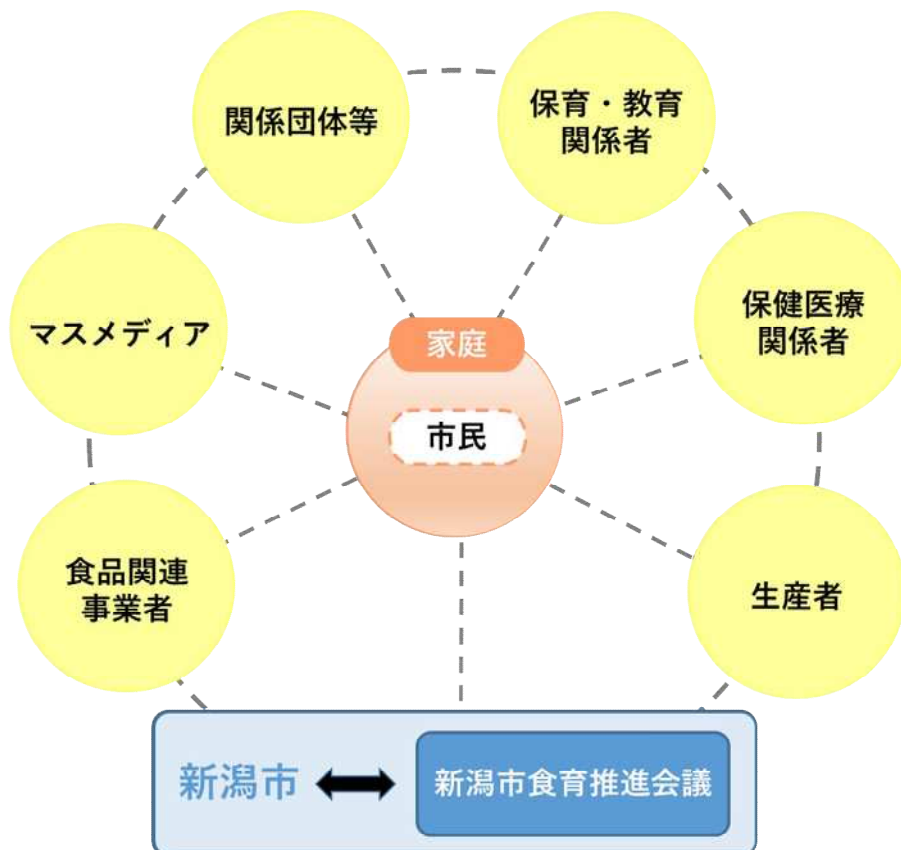 関係団体等
保育・教育
関係者
マスメディア
保健医療
関係者
家庭
市民
食品関連
事業者
生産者
新潟市
新潟市食育推進会議